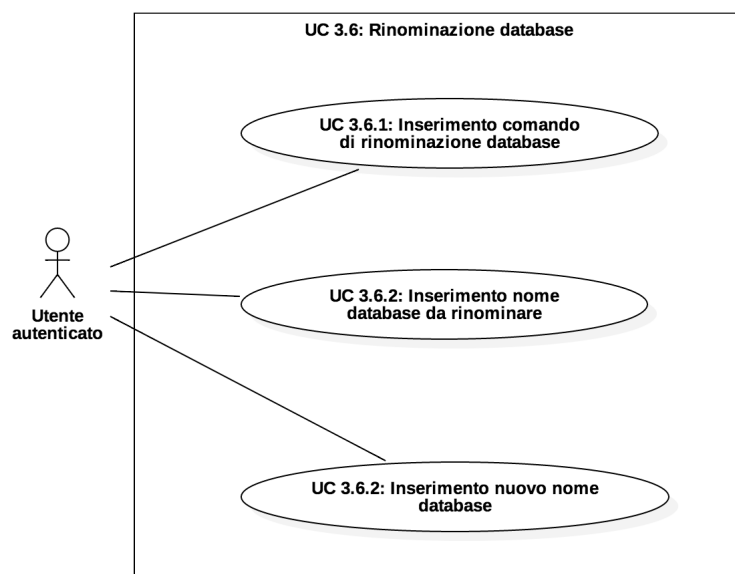 UC 3.6: Rinominazione database
UC 3.6.1: Inserimento comando
di rinominazione database
UC 3.6.2: Inserimento nome
database da rinominare
Utente
autenticato
UC 3.6.2: Inserimento nuovo nome
database